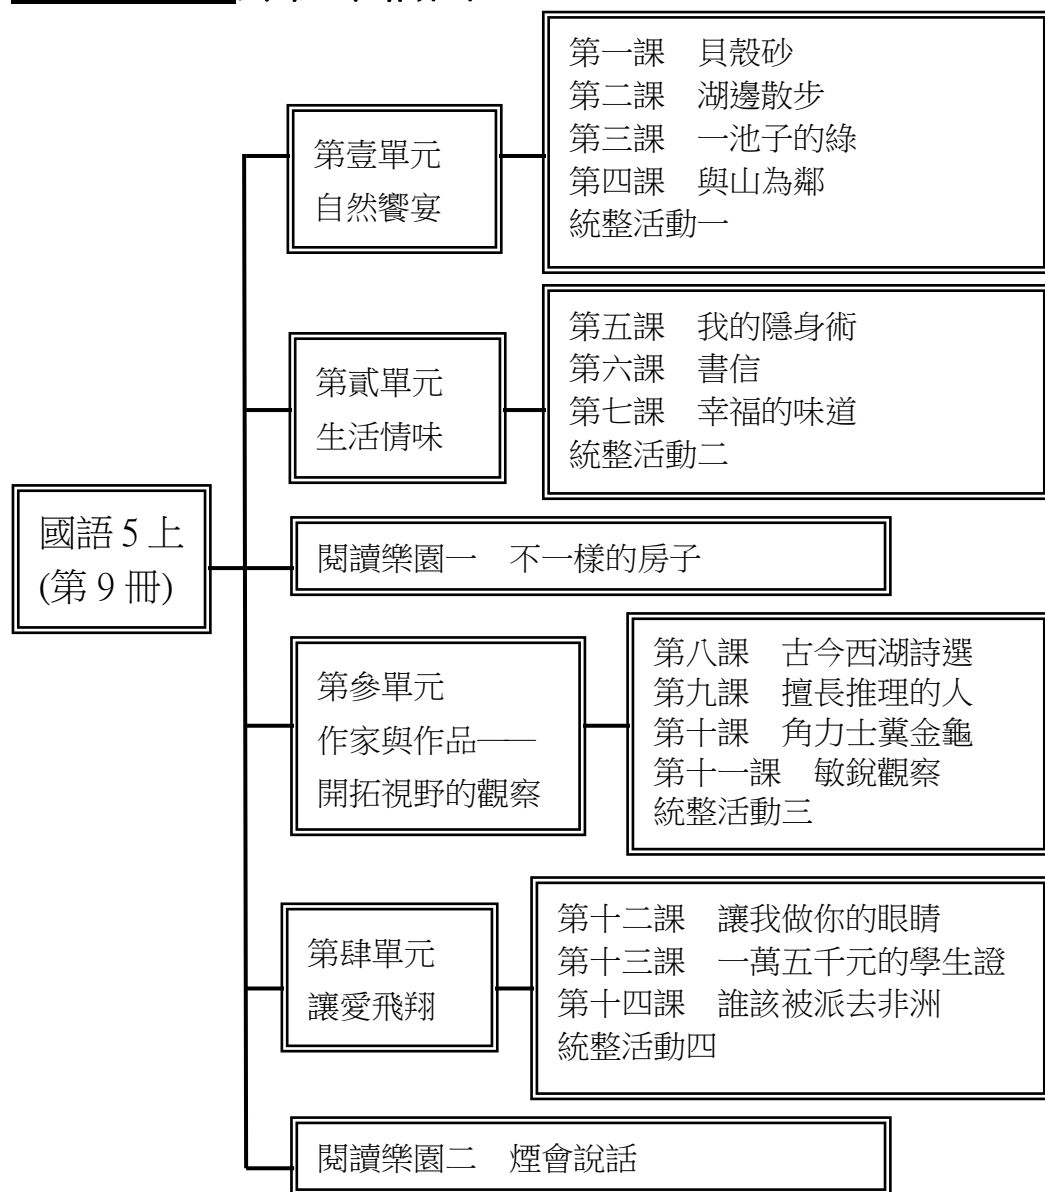 國語 5 上
(第 9 冊)
第壹單元
自然饗宴
第一課　貝殼砂
第二課　湖邊散步
第三課　一池子的綠
第四課　與山為鄰
統整活動一
第貳單元
生活情味
第五課　我的隱身術
第六課　書信
第七課　幸福的味道
統整活動二
閱讀樂園一　不一樣的房子
第參單元
作家與作品——
開拓視野的觀察
第八課　古今西湖詩選
第九課　擅長推理的人
第十課　角力士糞金龜
第十一課　敏銳觀察
統整活動三
第肆單元
讓愛飛翔
第十二課　讓我做你的眼睛
第十三課　一萬五千元的學生證
第十四課　誰該被派去非洲
統整活動四
閱讀樂園二　煙會說話